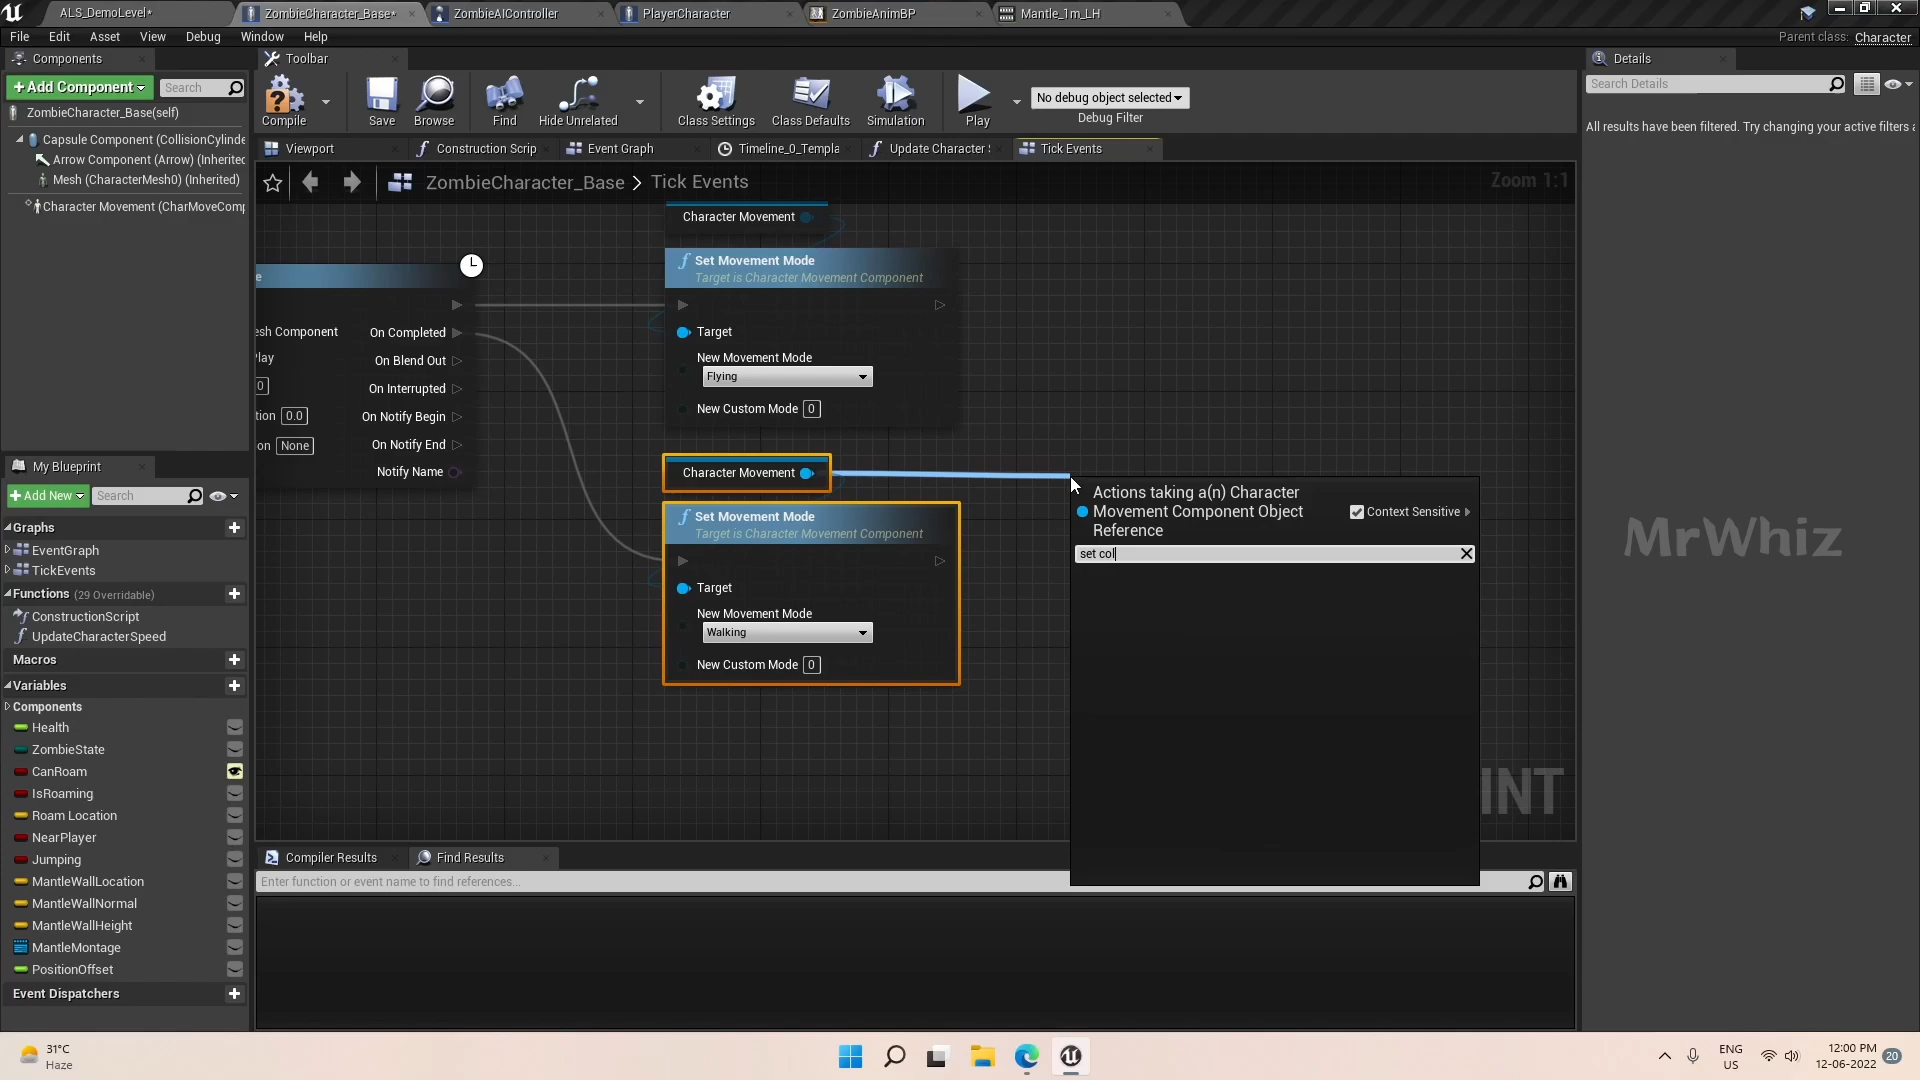 ALS_DemoLevel*
ZombieCharacter_Base*
ZombieAIController
PlayerCharacter
ZombieAnimBP
Mantle_1m_LH
File Edit Asset View Debug Window Help
Parent class: Character
Components
Toolbar
Details
+Add Component
Search
Search Details
ZombieCharacter_Base(self)
Capsule Component (CollisionCylinde
Arrow Component (Arrow) (Inherited
Mesh (CharacterMesh0) (Inherited)
Character Movement (CharMoveComp
Compile
Save
Browse
Find
Hide Unrelated
Class Settings
Class Defaults
Simulation
Play
No debug object selected
Debug Filter
All results have been filtered. Try changing your active filters a
Viewport
Construction Scrip
Event Graph
Timeline_0_Templa
Update Character S
Tick Events
ZombieCharacter_Base > Tick Events
Zoom 1:1
Character Movement
Set Movement Mode
Target is Character Movement Component
Target
New Movement Mode
Flying
New Custom Mode 0
e
esh Component
On Completed
lay
On Blend Out
0
On Interrupted
tion 0.0
On Notify Begin
on None
On Notify End
Notify Name
Character Movement
Set Movement Mode
Target is Character Movement Component
Target
New Movement Mode
Walking
New Custom Mode 0
Actions taking a(n) Character
Movement Component Object
Reference
Context Sensitive
set col
MrWhiz
INT
My Blueprint
+Add New
Search
Graphs
EventGraph
TickEvents
Functions (29 Overridable)
ConstructionScript
UpdateCharacterSpeed
Macros
Variables
Components
Health
ZombieState
CanRoam
IsRoaming
Roam Location
NearPlayer
Jumping
MantleWallLocation
MantleWallNormal
MantleWallHeight
MantleMontage
PositionOffset
Event Dispatchers
Compiler Results
Find Results
Enter function or event name to find references...
31°C
Haze
ENG
US
12:00 PM
12-06-2022
20